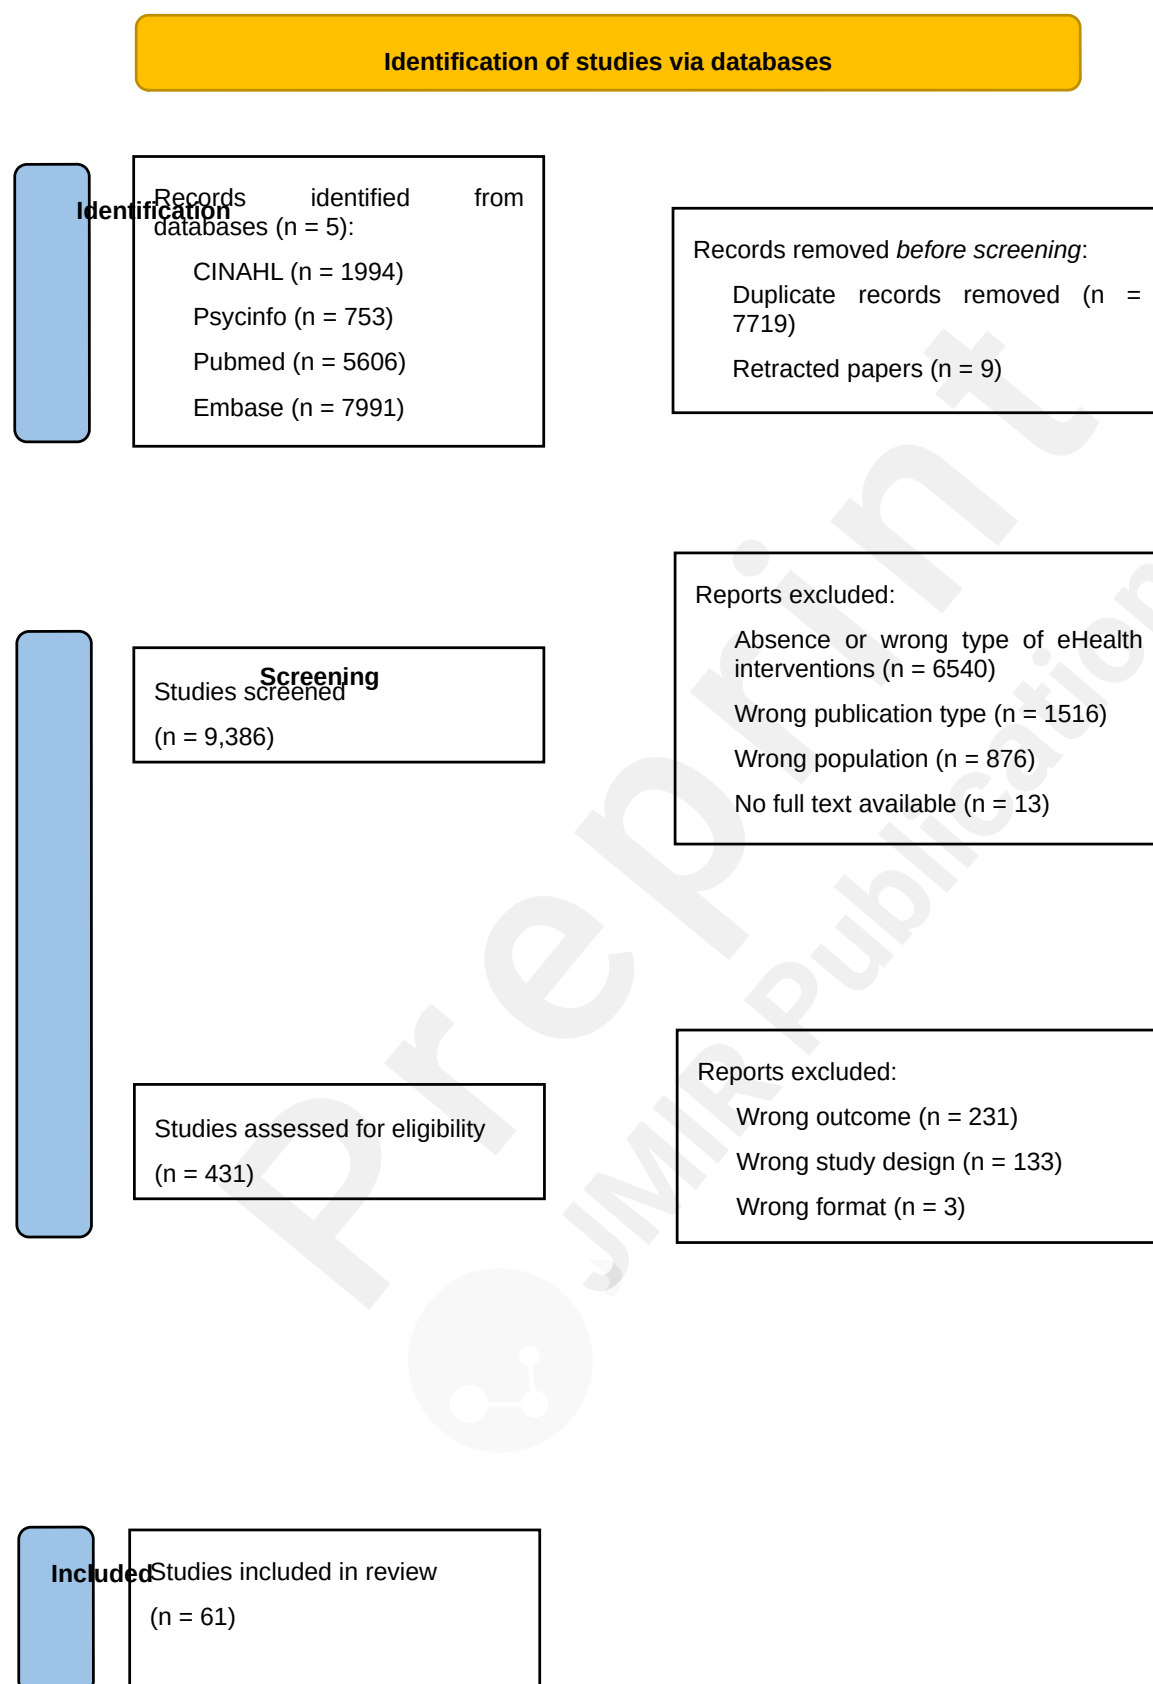 Identification of studies via databases
Identification
Records identified from
databases (n = 5):
CINAHL (n = 1994)
Psycinfo (n = 753)
Pubmed (n = 5606)
Embase (n = 7991)
Records removed before screening:
Duplicate records removed (n =
7719)
Retracted papers (n = 9)
Screening
Studies screened
(n = 9,386)
Reports excluded:
Absence or wrong type of eHealth
interventions (n = 6540)
Wrong publication type (n = 1516)
Wrong population (n = 876)
No full text available (n = 13)
Studies assessed for eligibility
(n = 431)
Reports excluded:
Wrong outcome (n = 231)
Wrong study design (n = 133)
Wrong format (n = 3)
Included
Studies included in review
(n = 61)
Preprint
JMIR Publication